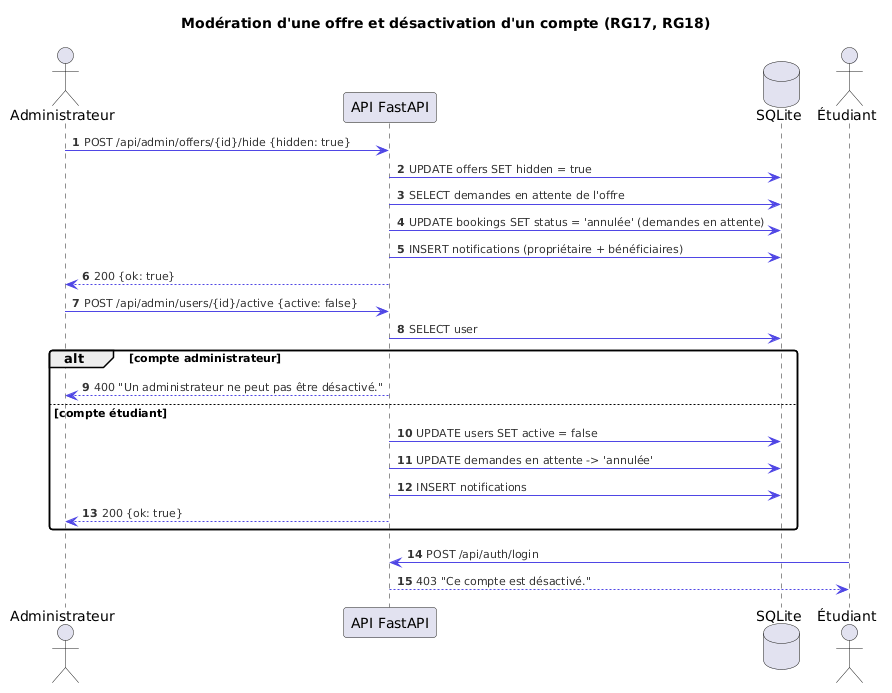 Modération d'une offre et désactivation d'un compte (RG17, RG18)
Administrateur
API FastAPI
SQLite
Étudiant
1 POST /api/admin/offers/{id}/hide {hidden: true}
2 UPDATE offers SET hidden = true
3 SELECT demandes en attente de l'offre
4 UPDATE bookings SET status = 'annulée' (demandes en attente)
5 INSERT notifications (propriétaire + bénéficiaires)
6 200 {ok: true}
7 POST /api/admin/users/{id}/active {active: false}
8 SELECT user
alt [compte administrateur]
9 400 "Un administrateur ne peut pas être désactivé."
[compte étudiant]
10 UPDATE users SET active = false
11 UPDATE demandes en attente -> 'annulée'
12 INSERT notifications
13 200 {ok: true}
14 POST /api/auth/login
15 403 "Ce compte est désactivé."
Administrateur
API FastAPI
SQLite
Étudiant